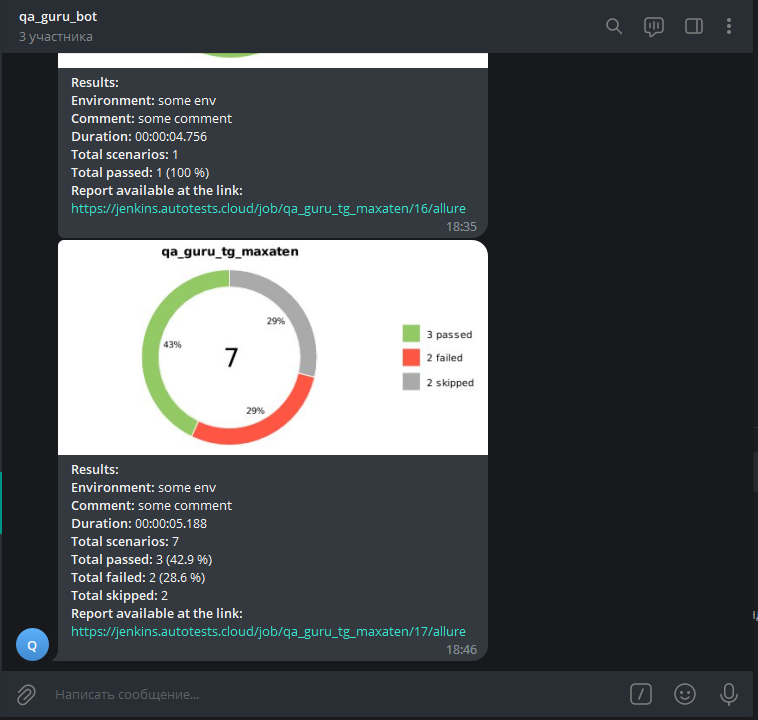 qa_guru_bot
3 участника
Results:
Environment: some env
Comment: some comment
Duration: 00:00:04.756
Total scenarios: 1
Total passed: 1 (100 %)
Report available at the link:
https://jenkins.autotests.cloud/job/qa_guru_tg_maxaten/16/allure
18:35
qa_guru_tg_maxaten
29%
43%
7
29%
3 passed
2 failed
2 skipped
Results:
Environment: some env
Comment: some comment
Duration: 00:00:05.188
Total scenarios: 7
Total passed: 3 (42.9 %)
Total failed: 2 (28.6 %)
Total skipped: 2
Report available at the link:
https://jenkins.autotests.cloud/job/qa_guru_tg_maxaten/17/allure
Q
18:46
Написать сообщение...